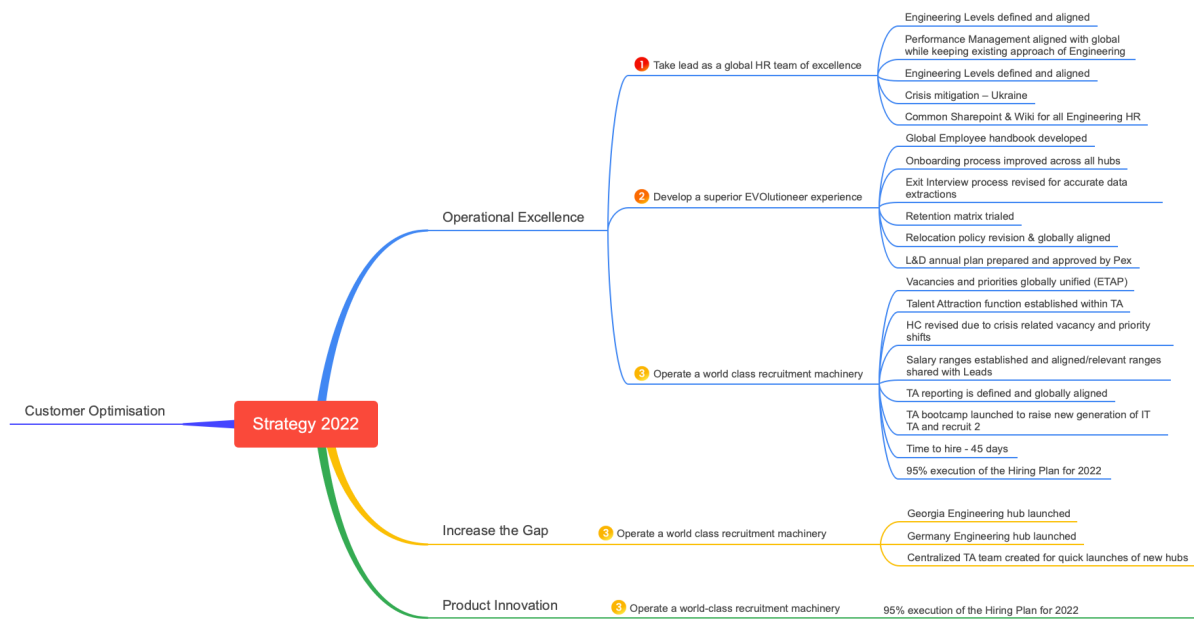 Engineering Levels defined and aligned
Performance Management aligned with global
while keeping existing approach of Engineering
1 Take lead as a global HR team of excellence
Engineering Levels defined and aligned
Crisis mitigation – Ukraine
Common Sharepoint & Wiki for all Engineering HR
Global Employee handbook developed
Onboarding process improved across all hubs
2 Develop a superior EVOlutioneer experience
Exit Interview process revised for accurate data
extractions
Operational Excellence
Retention matrix trialed
Relocation policy revision & globally aligned
L&D annual plan prepared and approved by Pex
Vacancies and priorities globally unified (ETAP)
Talent Attraction function established within TA
HC revised due to crisis related vacancy and priority
shifts
3 Operate a world class recruitment machinery
Salary ranges established and aligned/relevant ranges
shared with Leads
TA reporting is defined and globally aligned
TA bootcamp launched to raise new generation of IT
TA and recruit 2
Time to hire - 45 days
95% execution of the Hiring Plan for 2022
Customer Optimisation
Strategy 2022
Increase the Gap
3 Operate a world class recruitment machinery
Georgia Engineering hub launched
Germany Engineering hub launched
Centralized TA team created for quick launches of new hubs
Product Innovation
3 Operate a world-class recruitment machinery
95% execution of the Hiring Plan for 2022